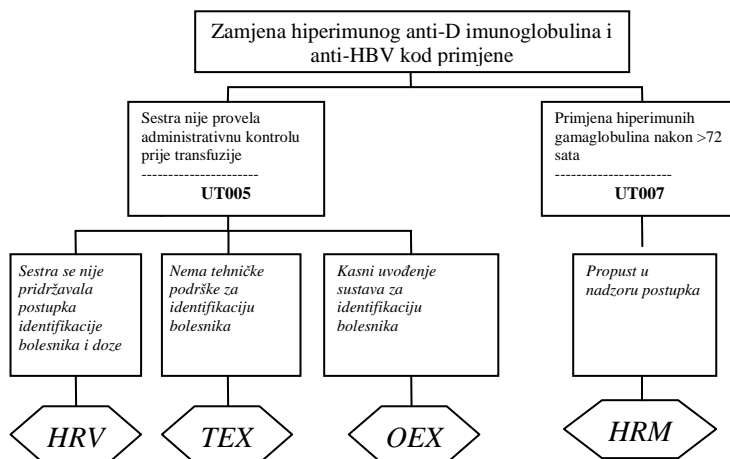 Zamjena hiperimunog anti-D imunoglobulina i
anti-HBV kod primjene
Sestra nije provela
administrativnu kontrolu
prije transfuzije
----------------------
UT005
Primjena hiperimunih
gamaglobulina nakon >72
sata
----------------------
UT007
Sestra se nije
pridržavala
postupka
identifikacije
bolesnika i doze
Nema tehničke
podrške za
identifikaciju
bolesnika
Kasni uvođenje
sustava za
identifikaciju
bolesnika
Propust u
nadzoru postupka
HRV
TEX
OEX
HRM